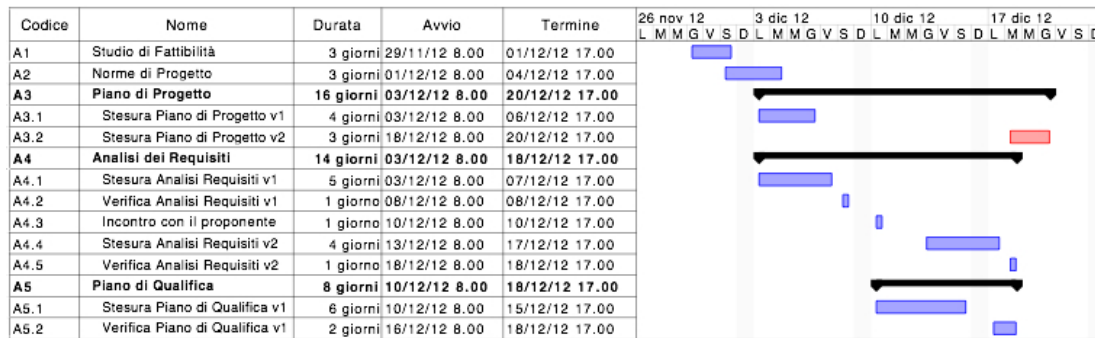 Codice Nome Durata Avvio Termine 26 nov 12 3 dic 12 10 dic 12 17 dic 12
L M M G V S D L M M G V S D L M M G V S D L M M G V S D
A1 Studio di Fattibilità 3 giorni 29/11/12 8.00 01/12/12 17.00
A2 Norme di Progetto 3 giorni 01/12/12 8.00 04/12/12 17.00
A3 Piano di Progetto 16 giorni 03/12/12 8.00 20/12/12 17.00
A3.1 Stesura Piano di Progetto v1 4 giorni 03/12/12 8.00 06/12/12 17.00
A3.2 Stesura Piano di Progetto v2 3 giorni 18/12/12 8.00 20/12/12 17.00
A4 Analisi dei Requisiti 14 giorni 03/12/12 8.00 18/12/12 17.00
A4.1 Stesura Analisi Requisiti v1 5 giorni 03/12/12 8.00 07/12/12 17.00
A4.2 Verifica Analisi Requisiti v1 1 giorno 08/12/12 8.00 08/12/12 17.00
A4.3 Incontro con il proponente 1 giorno 10/12/12 8.00 10/12/12 17.00
A4.4 Stesura Analisi Requisiti v2 4 giorni 13/12/12 8.00 17/12/12 17.00
A4.5 Verifica Analisi Requisiti v2 1 giorno 18/12/12 8.00 18/12/12 17.00
A5 Piano di Qualifica 8 giorni 10/12/12 8.00 18/12/12 17.00
A5.1 Stesura Piano di Qualifica v1 6 giorni 10/12/12 8.00 15/12/12 17.00
A5.2 Verifica Piano di Qualifica v1 2 giorni 16/12/12 8.00 18/12/12 17.00